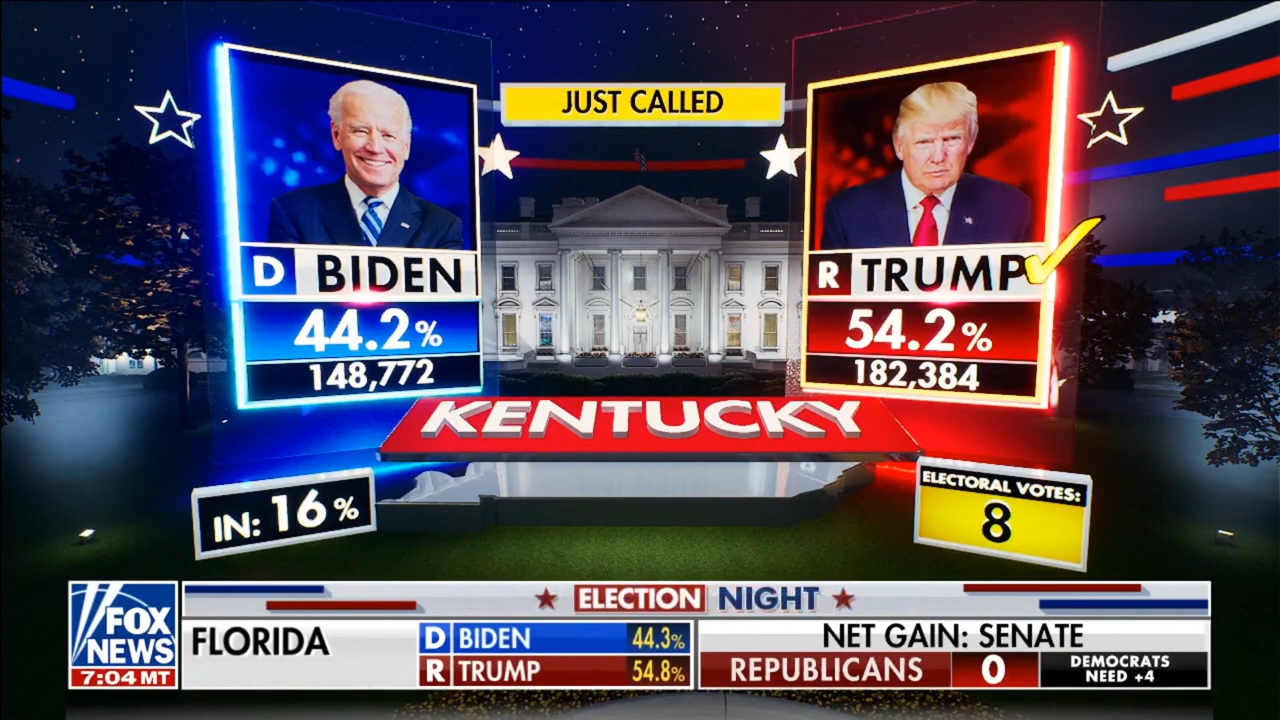 JUST CALLED
D BIDEN
44.2%
148,772
R TRUMP
54.2%
182,384
KENTUCKY
IN: 16%
ELECTORAL VOTES:
8
ELECTION NIGHT
FOX
NEWS
7:04 MT
FLORIDA
D BIDEN 44.3%
R TRUMP 54.8%
NET GAIN: SENATE
REPUBLICANS 0
DEMOCRATS
NEED +4